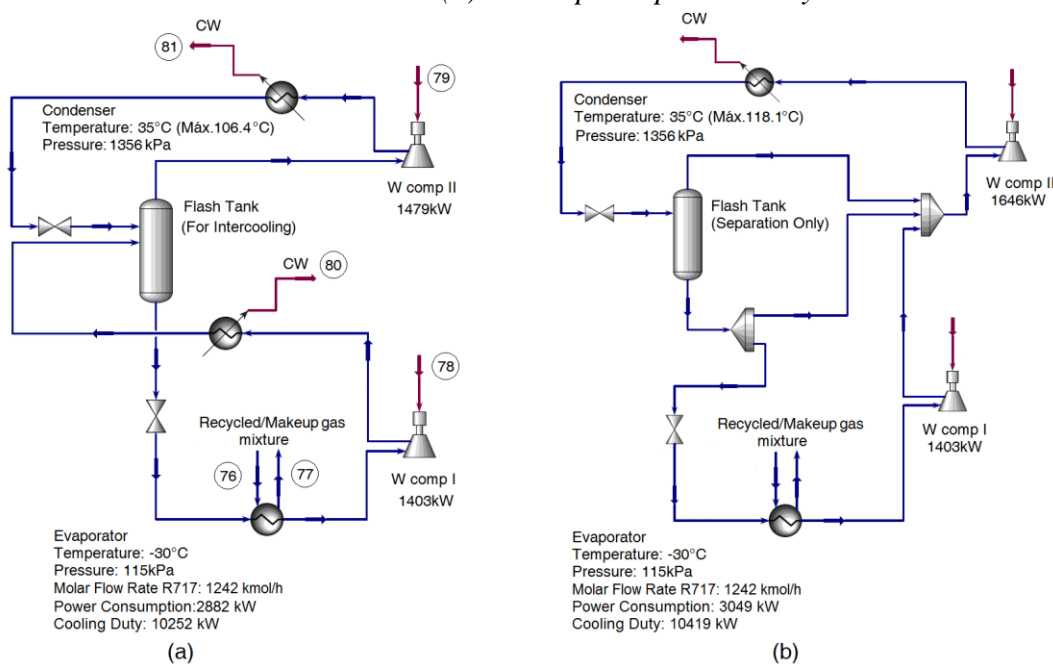 CW
81
79
Condenser
Temperature: 35°C (Máx.106.4°C)
Pressure: 1356 kPa
W comp II
1479kW
Flash Tank
(For Intercooling)
CW
80
78
Recycled/Makeup gas
mixture
76
77
W comp I
1403kW
Evaporator
Temperature: -30°C
Pressure: 115kPa
Molar Flow Rate R717: 1242 kmol/h
Power Consumption:2882 kW
Cooling Duty: 10252 kW
(a)
CW
Condenser
Temperature: 35°C (Máx.118.1°C)
Pressure: 1356 kPa
W comp II
1646kW
Flash Tank
(Separation Only)
Recycled/Makeup gas
mixture
W comp I
1403kW
Evaporator
Temperature: -30°C
Pressure: 115kPa
Molar Flow Rate R717: 1242 kmol/h
Power Consumption: 3049 kW
Cooling Duty: 10419 kW
(b)